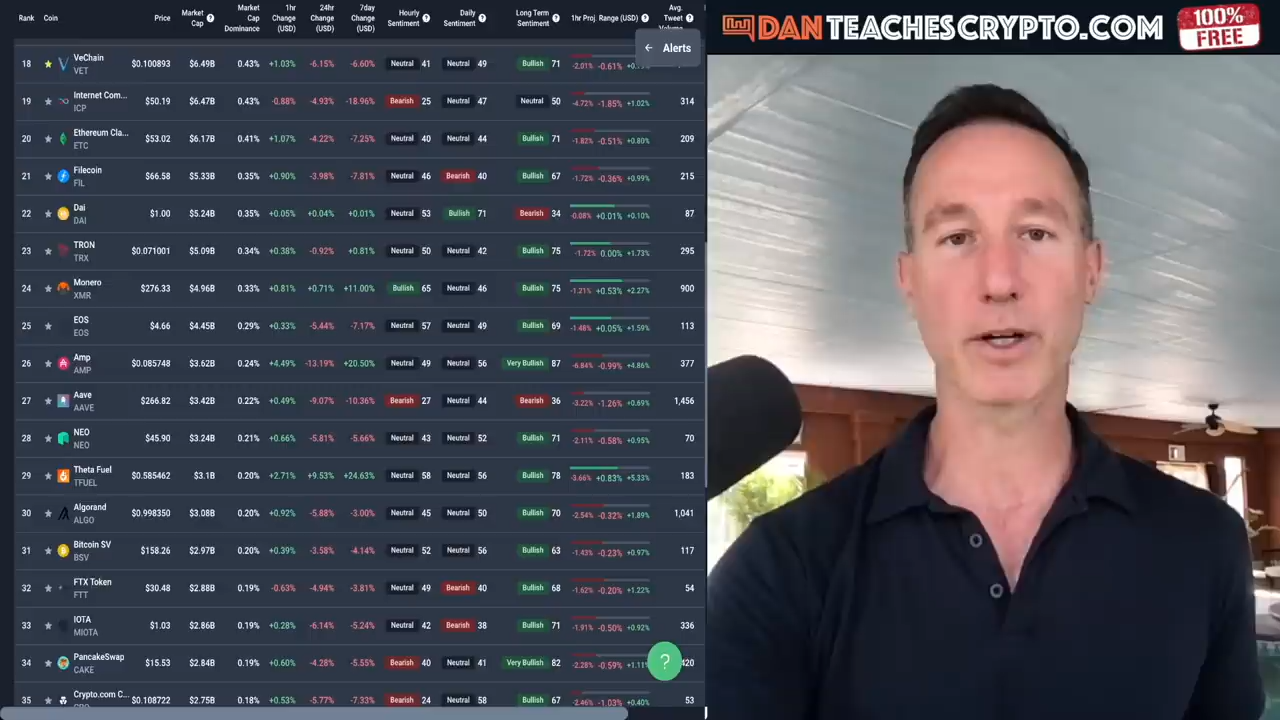 Rank Coin Price Market Cap ? Market Cap Dominance 1hr Change (USD) 24hr Change (USD) 7day Change (USD) Hourly Sentiment ? Daily Sentiment ? Long Term Sentiment ? 1hr Proj Range (USD) ? Avg. Tweet ?
← Alerts
18 VeChain VET $0.100893 $6.49B 0.43% +1.03% -6.15% -6.60% Neutral 41 Neutral 49 Bullish 71 -2.01% -0.61%
19 Internet Com... ICP $50.19 $6.47B 0.43% -0.88% -4.93% -18.96% Bearish 25 Neutral 47 Neutral 50 -4.72% -1.85% +1.02% 314
20 Ethereum Cla... ETC $53.02 $6.17B 0.41% +1.07% -4.22% -7.25% Neutral 40 Neutral 44 Bullish 71 -1.82% -0.51% +0.80% 209
21 Filecoin FIL $66.58 $5.33B 0.35% +0.90% -3.98% -7.81% Neutral 46 Bearish 40 Bullish 67 -1.72% -0.36% +0.99% 215
22 Dai DAI $1.00 $5.24B 0.35% +0.05% +0.04% +0.01% Neutral 53 Bullish 71 Bearish 34 -0.08% +0.01% +0.10% 87
23 TRON TRX $0.071001 $5.09B 0.34% +0.38% -0.92% +0.81% Neutral 50 Neutral 42 Bullish 75 -1.72% 0.00% +1.73% 295
24 Monero XMR $276.33 $4.96B 0.33% +0.81% +0.71% +11.00% Bullish 65 Neutral 46 Bullish 75 -1.21% +0.53% +2.27% 900
25 EOS EOS $4.66 $4.45B 0.29% +0.33% -5.44% -7.17% Neutral 57 Neutral 49 Bullish 69 -1.48% +0.05% +1.59% 113
26 Amp AMP $0.085748 $3.62B 0.24% +4.49% -13.19% +20.50% Neutral 49 Neutral 56 Very Bullish 87 -6.84% -0.99% +4.86% 377
27 Aave AAVE $266.82 $3.42B 0.22% +0.49% -9.07% -10.36% Bearish 27 Neutral 44 Bearish 36 -3.22% -1.26% +0.69% 1,456
28 NEO NEO $45.90 $3.24B 0.21% +0.66% -5.81% -5.66% Neutral 43 Neutral 52 Bullish 71 -2.11% -0.58% +0.95% 70
29 Theta Fuel TFUEL $0.585462 $3.1B 0.20% +2.71% +9.53% +24.63% Neutral 58 Neutral 56 Bullish 78 -3.66% +0.83% +5.33% 183
30 Algorand ALGO $0.998350 $3.08B 0.20% +0.92% -5.88% -3.00% Neutral 45 Neutral 50 Bullish 70 -2.54% -0.32% +1.89% 1,041
31 Bitcoin SV BSV $158.26 $2.97B 0.20% +0.39% -3.58% -4.14% Neutral 52 Neutral 56 Bullish 63 -1.43% -0.23% +0.97% 117
32 FTX Token FTT $30.48 $2.88B 0.19% -0.63% -4.94% -3.81% Neutral 49 Bearish 40 Bullish 68 -1.62% -0.20% +1.22% 54
33 IOTA MIOTA $1.03 $2.86B 0.19% +0.28% -6.14% -5.24% Neutral 42 Bearish 38 Bullish 71 -1.91% -0.50% +0.92% 336
34 PancakeSwap CAKE $15.53 $2.84B 0.19% +0.60% -4.28% -5.55% Bearish 40 Neutral 41 Very Bullish 82 -2.28% -0.59% 420
?
35 Crypto.com C... $0.108722 $2.75B 0.18% +0.53% -5.77% -7.33% Bearish 24 Neutral 58 Bullish 67 -2.46% -1.03% +0.40% 53
DAN TEACHESCRYPTO.COM
100% FREE